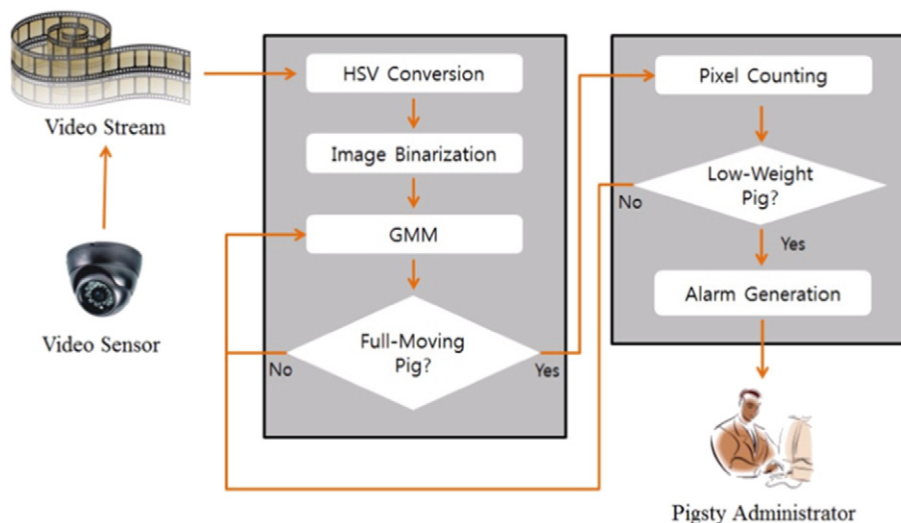 Video Stream
Video Sensor
HSV Conversion
Image Binarization
GMM
Full-Moving
Pig?
No
Yes
Pixel Counting
Low-Weight
Pig?
No
Yes
Alarm Generation
Pigsty Administrator